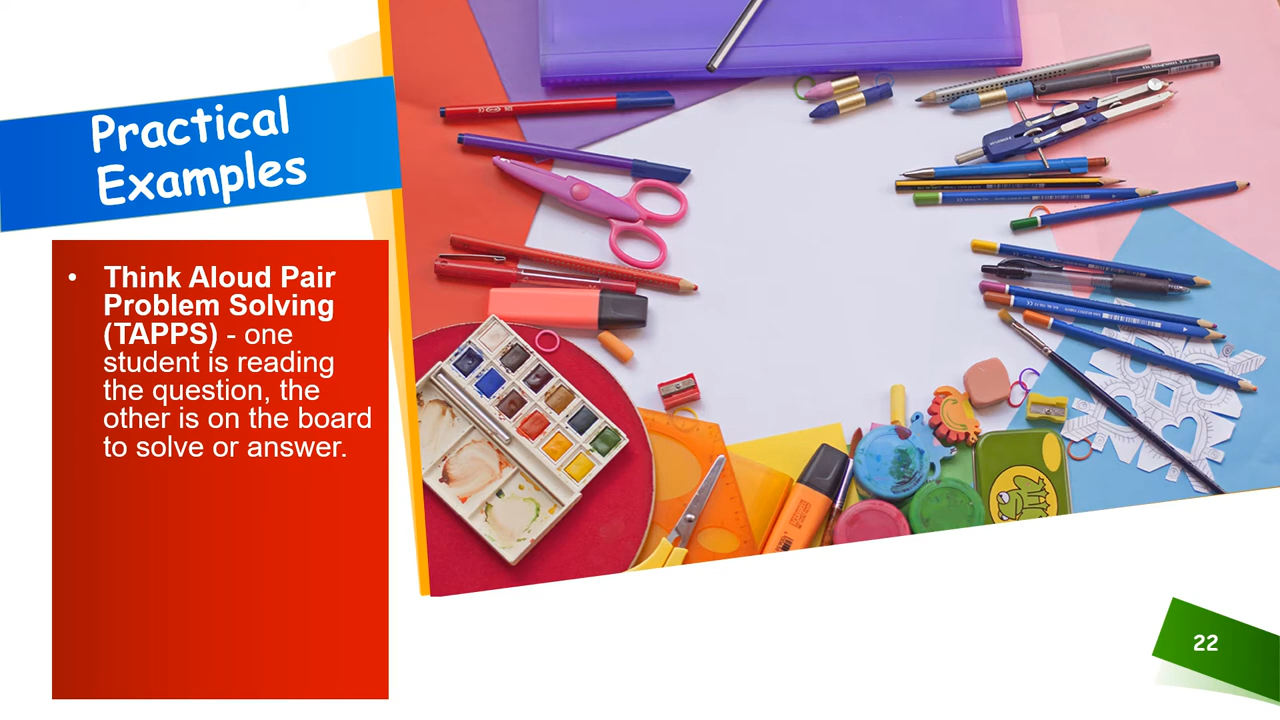 Practical
Examples
• Think Aloud Pair
Problem Solving
(TAPPS) - one
student is reading
the question, the
other is on the board
to solve or answer.
22